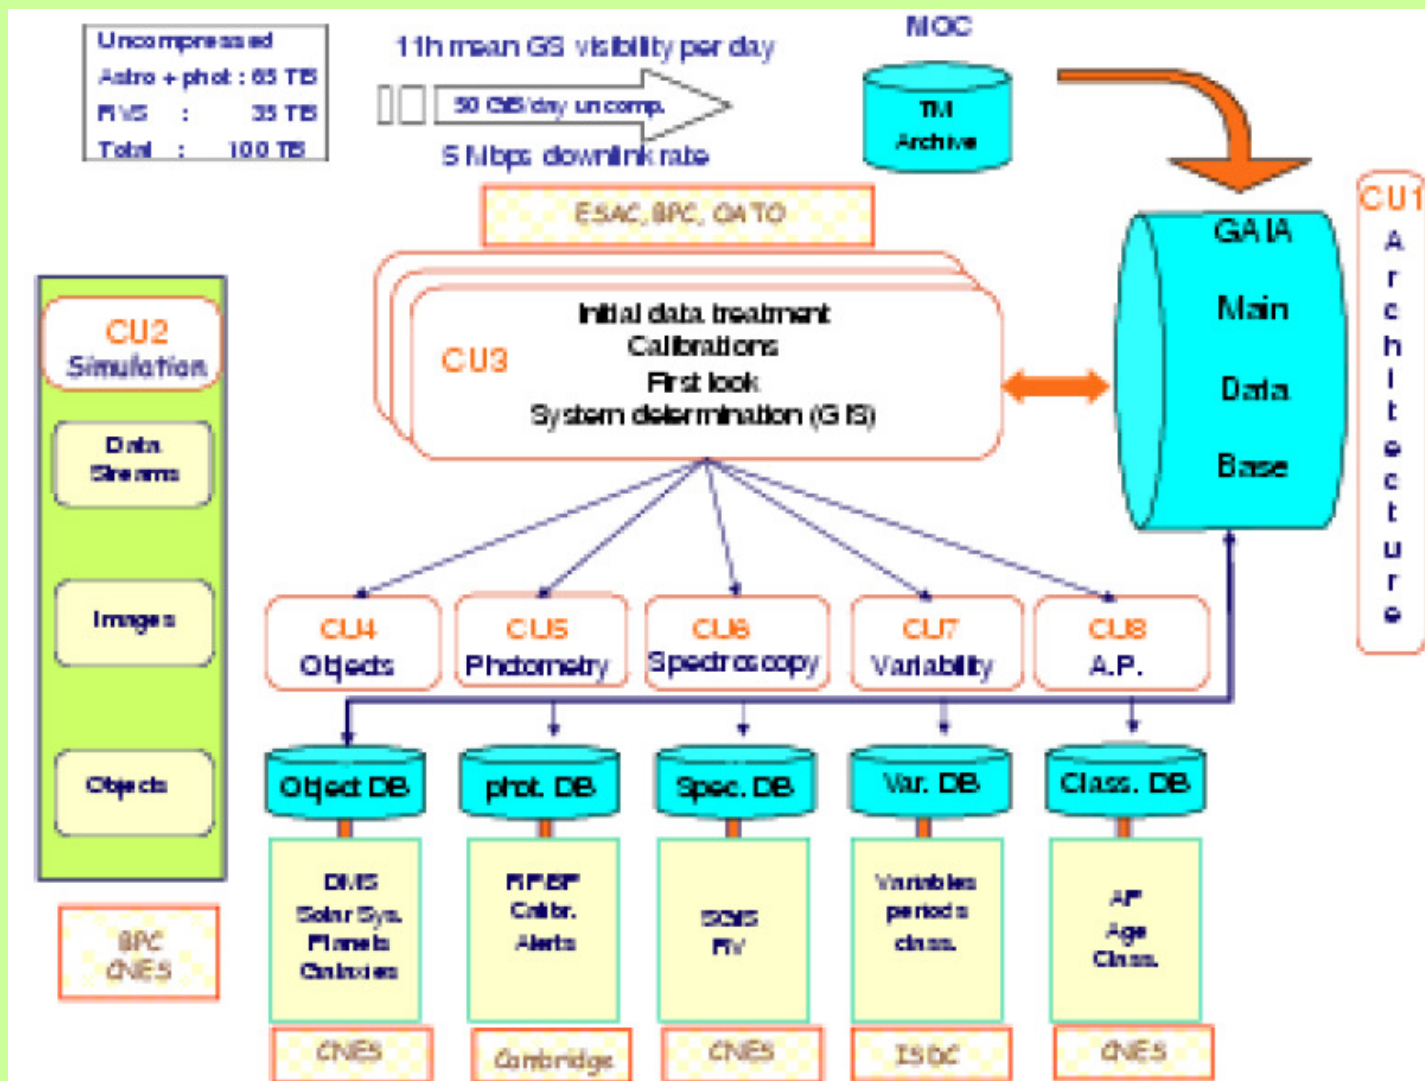 Uncompressed
Astro + phot : 65 TB
RVS : 35 TB
Total : 100 TB
11h mean GS visibility per day
50 GB/day uncomp.
5 Mbps downlink rate
MOC
TM
Archive
ESAC, BPC, OATO
CU1
Architecture
GAIA
Main
Data
Base
CU3
Initial data treatment
Calibrations
First look
System determination (GIS)
CU2
Simulation
Data
Streams
Images
Objects
BPC
CNES
CU4
Objects
CU5
Photometry
CU6
Spectroscopy
CU7
Variability
CU8
A.P.
Object DB
phot. DB
Spec. DB
Var. DB
Class. DB
DMS
Solar Sys.
Planets
Galaxies
RP/BP
Calibr.
Alerts
SGIS
RV
Variables
periods
class.
AP
Age
Class.
CNES
Cambridge
CNES
ISDC
CNES